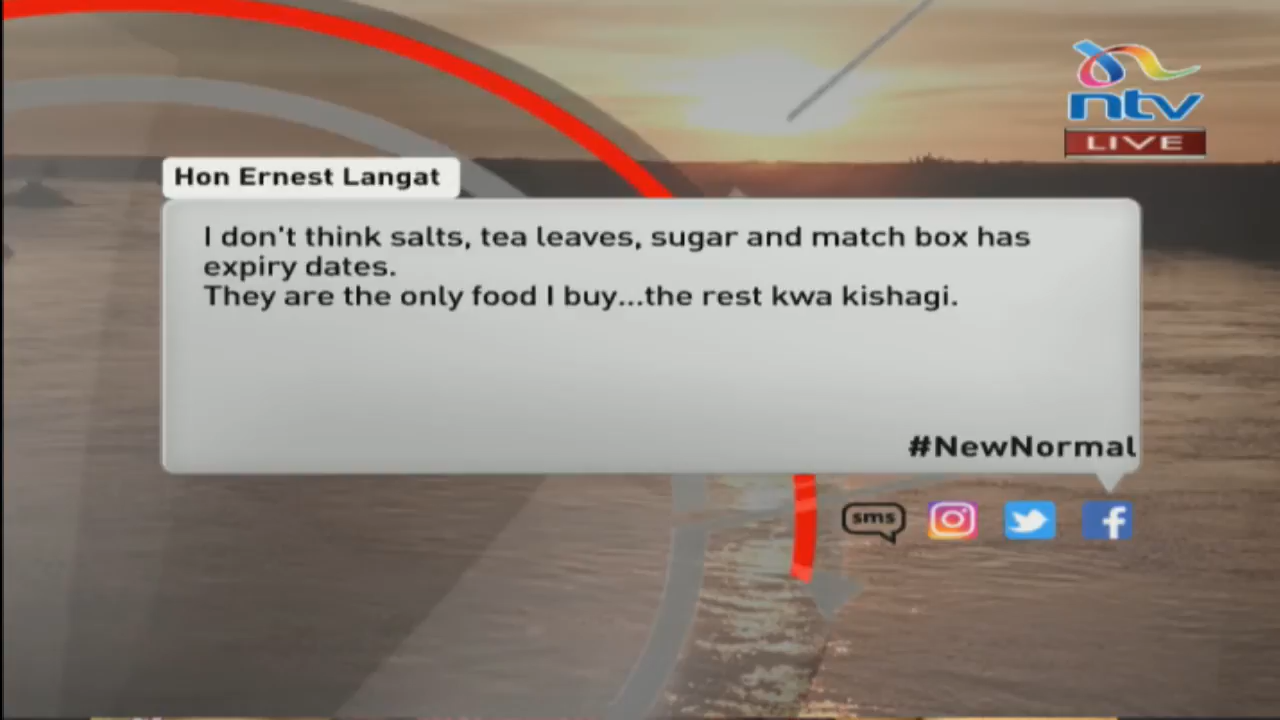 ntv
LIVE
Hon Ernest Langat
I don't think salts, tea leaves, sugar and match box has
expiry dates.
They are the only food I buy...the rest kwa kishagi.
#NewNormal
sms